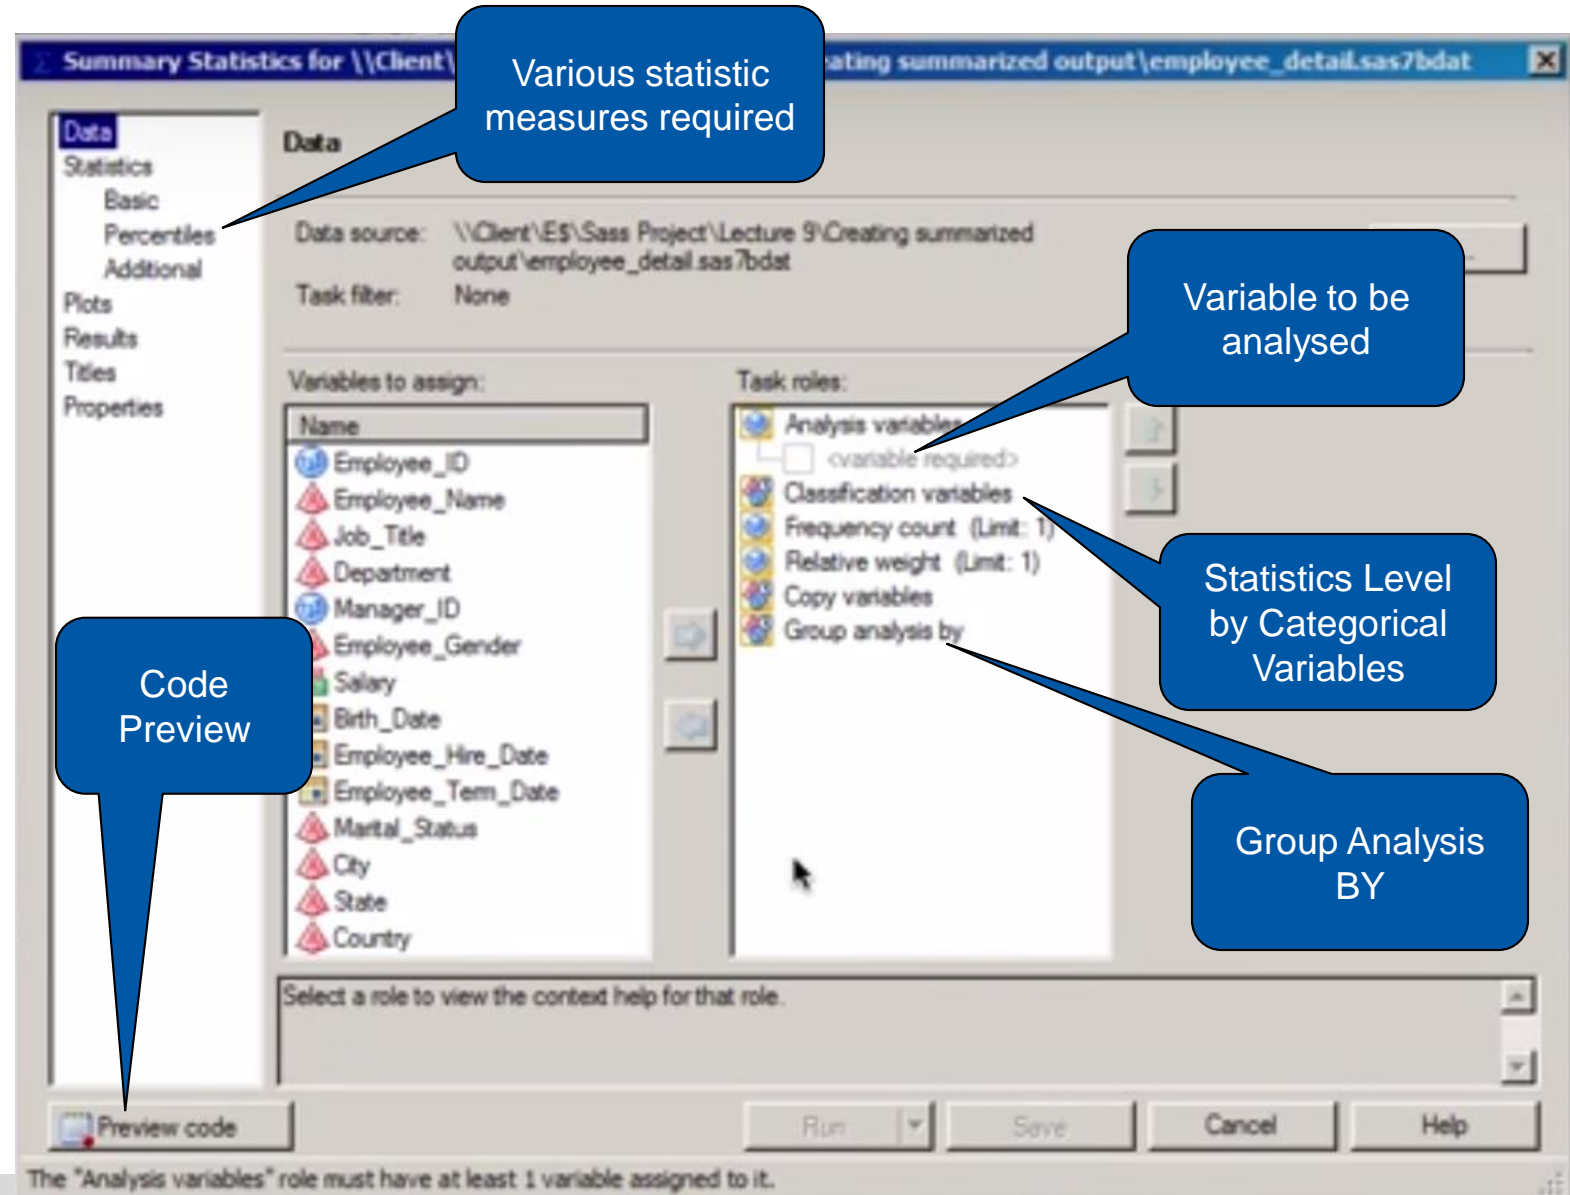 Summary Statistics for \\Client\
eating summarized output\employee_detail.sas7bdat
Various statistic
measures required
Data
Statistics
Basic
Percentiles
Additional
Plots
Results
Titles
Properties
Data
Data source: \\Client\E$\Sass Project\Lecture 9\Creating summarized
output\employee_detail.sas7bdat
Task filter: None
Variable to be
analysed
Variables to assign:
Name
Employee_ID
Employee_Name
Job_Title
Department
Manager_ID
Employee_Gender
Salary
Birth_Date
Employee_Hire_Date
Employee_Term_Date
Marital_Status
City
State
Country
Task roles:
Analysis variables
<variable required>
Classification variables
Frequency count (Limit: 1)
Relative weight (Limit: 1)
Copy variables
Group analysis by
Statistics Level
by Categorical
Variables
Group Analysis
BY
Code
Preview
Select a role to view the context help for that role.
Preview code
Run
Save
Cancel
Help
The "Analysis variables" role must have at least 1 variable assigned to it.